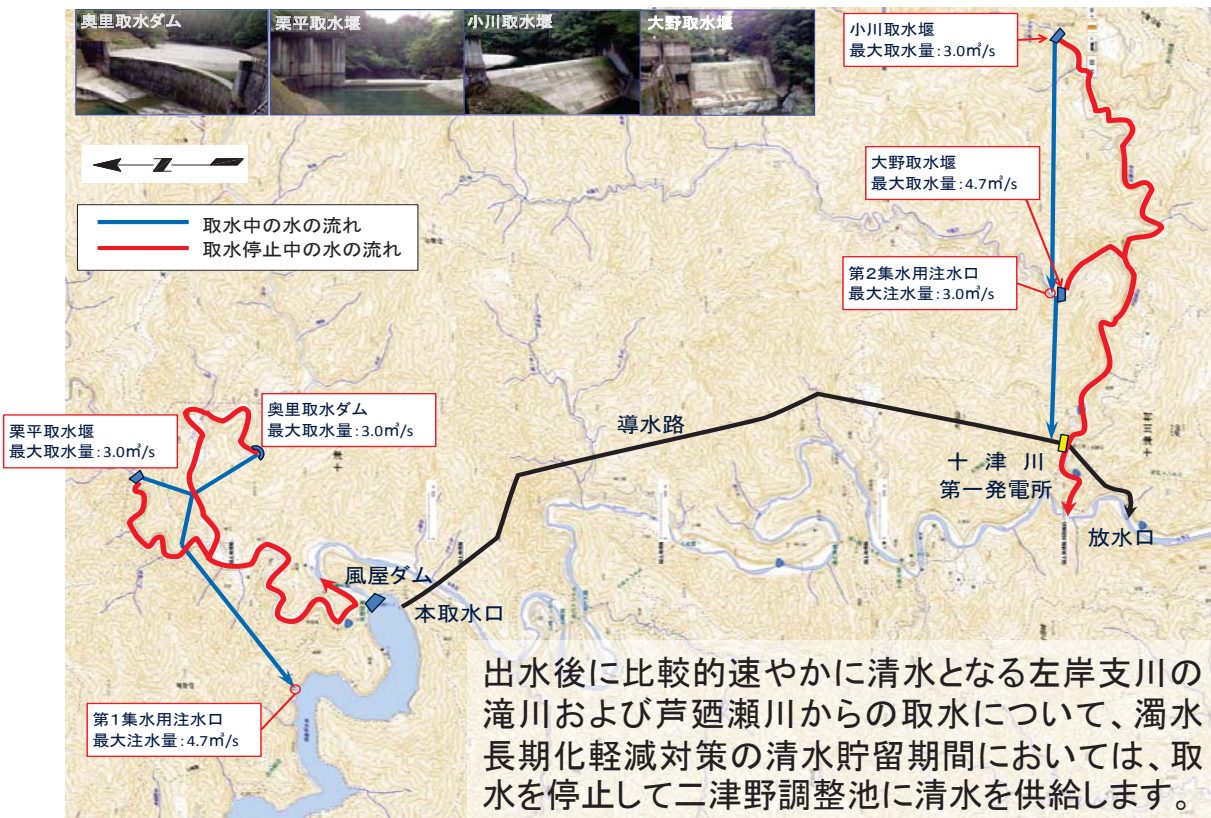 奥里取水ダム
栗平取水堰
小川取水堰
大野取水堰
小川取水堰
最大取水量:3.0㎥/s
Z
取水中の水の流れ
取水停止中の水の流れ
大野取水堰
最大取水量:4.7㎥/s
第2集水用注水口
最大注水量:3.0㎥/s
奥里取水ダム
最大取水量:3.0㎥/s
栗平取水堰
最大取水量:3.0㎥/s
導水路
十津川
第一発電所
放水口
十津川村
風屋ダム
本取水口
第1集水用注水口
最大注水量:4.7㎥/s
出水後に比較的速やかに清水となる左岸支川の
滝川および芦廼瀬川からの取水について、濁水
長期化軽減対策の清水貯留期間においては、取
水を停止して二津野調整池に清水を供給します。